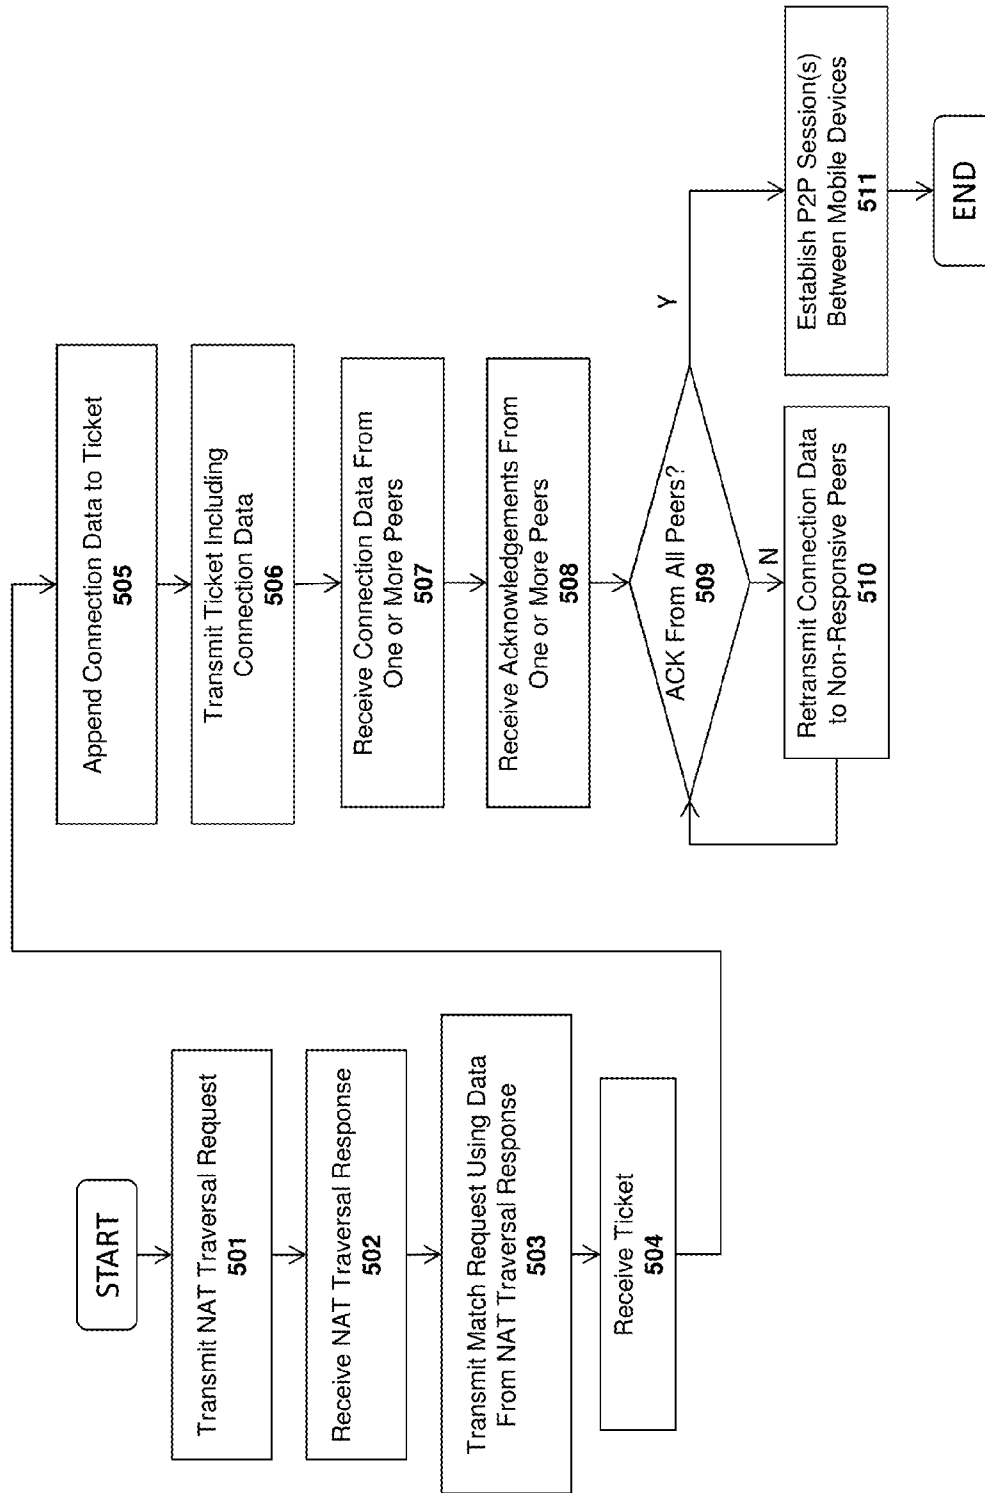 START
Transmit NAT Traversal Request
501
Receive NAT Traversal Response
502
Transmit Match Request Using Data
From NAT Traversal Response
503
Receive Ticket
504
Append Connection Data to Ticket
505
Transmit Ticket Including
Connection Data
506
Receive Connection Data From
One or More Peers
507
Receive Acknowledgements From
One or More Peers
508
ACK From All Peers?
509
N
Y
Retransmit Connection Data
to Non-Responsive Peers
510
Establish P2P Session(s)
Between Mobile Devices
511
END